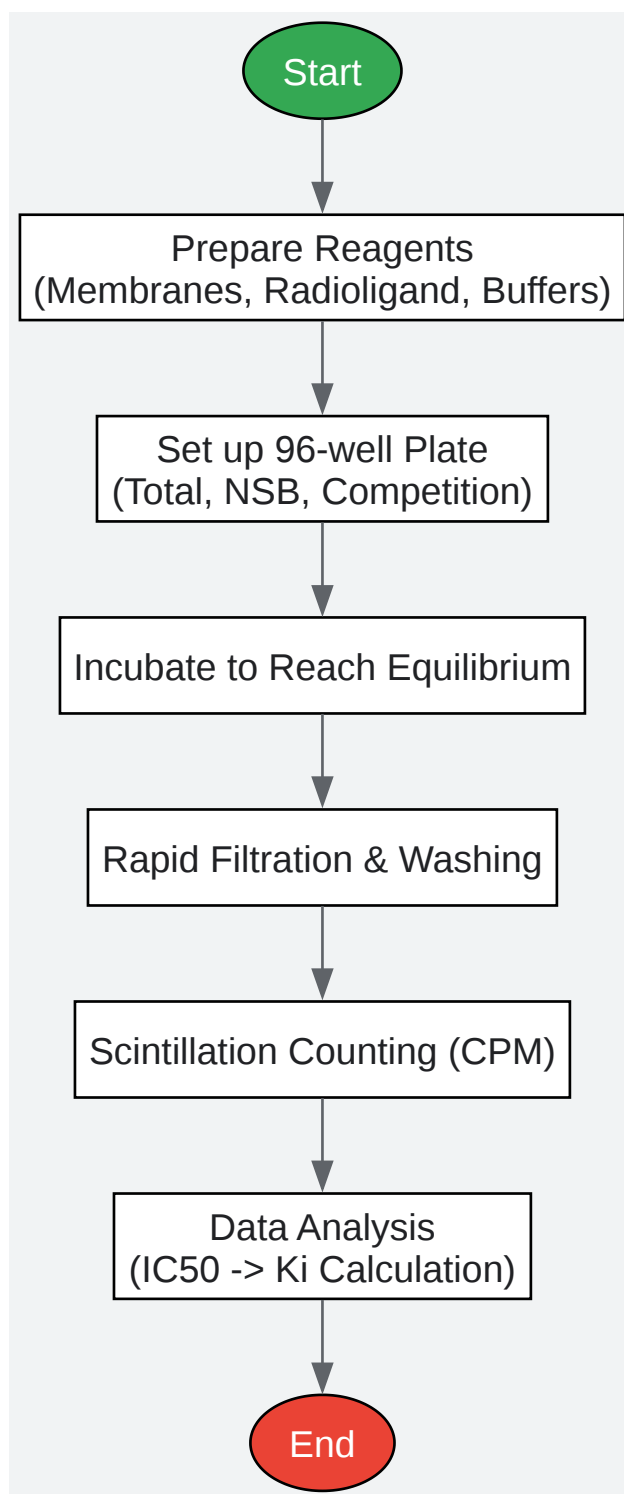 Start
Prepare Reagents
(Membranes, Radioligand, Buffers)
Set up 96-well Plate
(Total, NSB, Competition)
Incubate to Reach Equilibrium
Rapid Filtration & Washing
Scintillation Counting (CPM)
Data Analysis
(IC50 -> Ki Calculation)
End